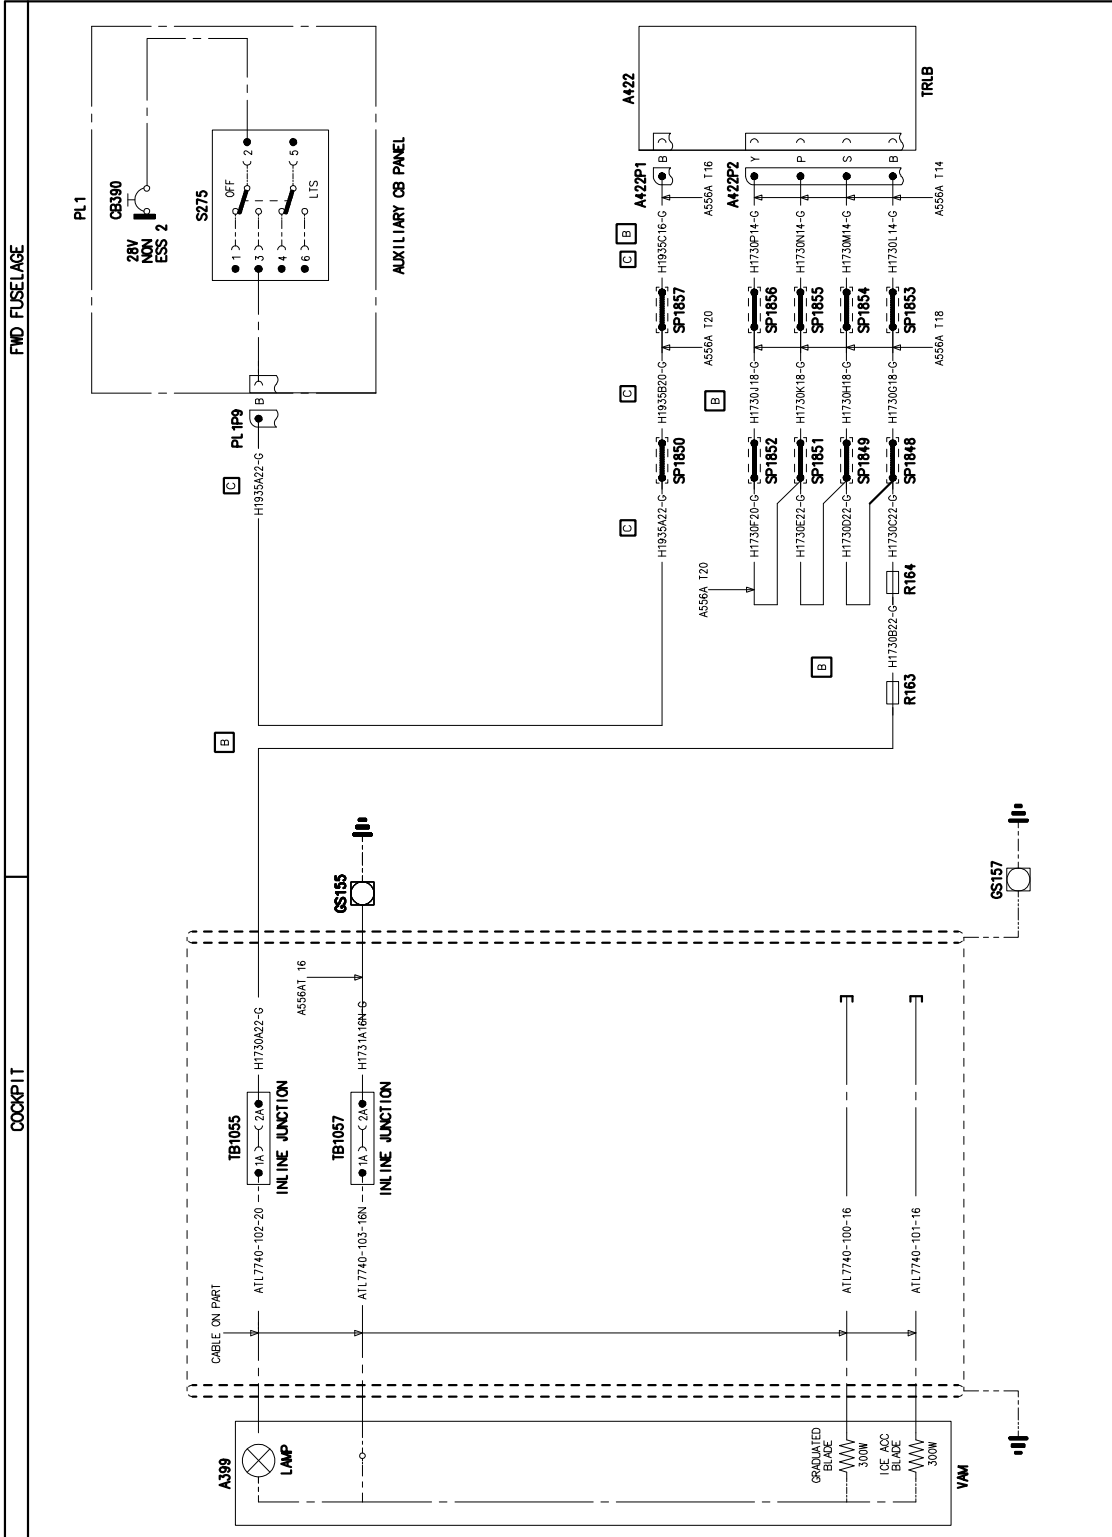 FWD FUSELAGE
COCKPIT
PL1
CB390
28V
NON
ESS 2
S275
OFF
LTS
1
3
4
6
2
5
AUXILIARY CB PANEL
PL1P9
B
C
H1935A22-G
B
A422
TRLB
A422P1
B
A422P2
Y
P
S
B
A556A T16
A556A T14
B
C
H1935C16-G
H1730P14-G
H1730N14-G
H1730M14-G
H1730L14-G
SP1857
SP1856
SP1855
SP1854
SP1853
A556A T20
A556A T18
C
B
H1935B20-G
H1730J18-G
H1730K18-G
H1730H18-G
H1730G18-G
SP1850
SP1852
SP1851
SP1849
SP1848
C
H1935A22-G
H1730F20-G
H1730E22-G
H1730D22-G
H1730C22-G
A556A T20
R164
B
H1730B22-G
R163
GS155
GS157
A556AT 16
H1730A22-G
H1731A16N-G
TB1055
1A
2A
INLINE JUNCTION
TB1057
1A
2A
INLINE JUNCTION
ATL7740-102-20
ATL7740-103-16N
ATL7740-100-16
ATL7740-101-16
CABLE ON PART
A399
LAMP
GRADUATED
BLADE
300W
ICE ACC
BLADE
300W
VAM